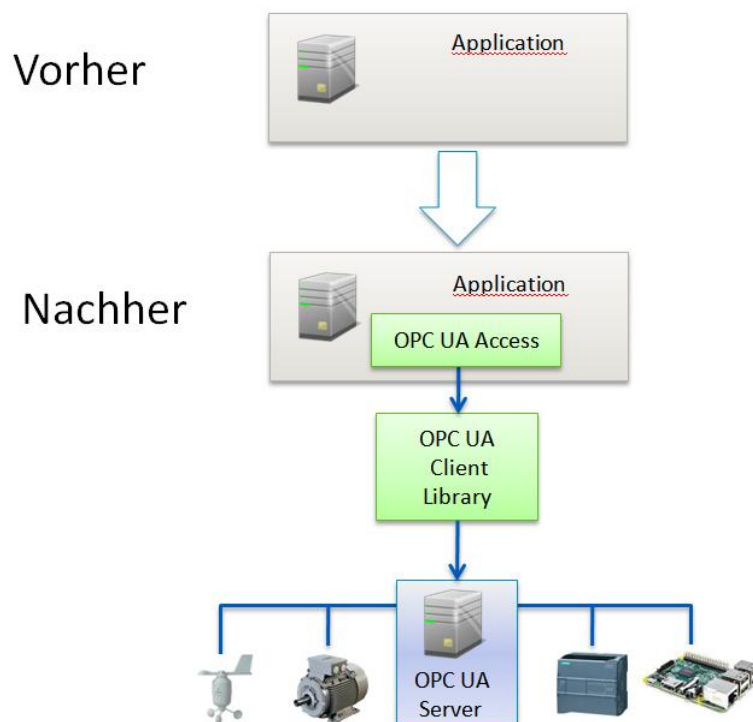 Vorher
Application
Nachher
Application
OPC UA Access
OPC UA
Client
Library
OPC UA
Server